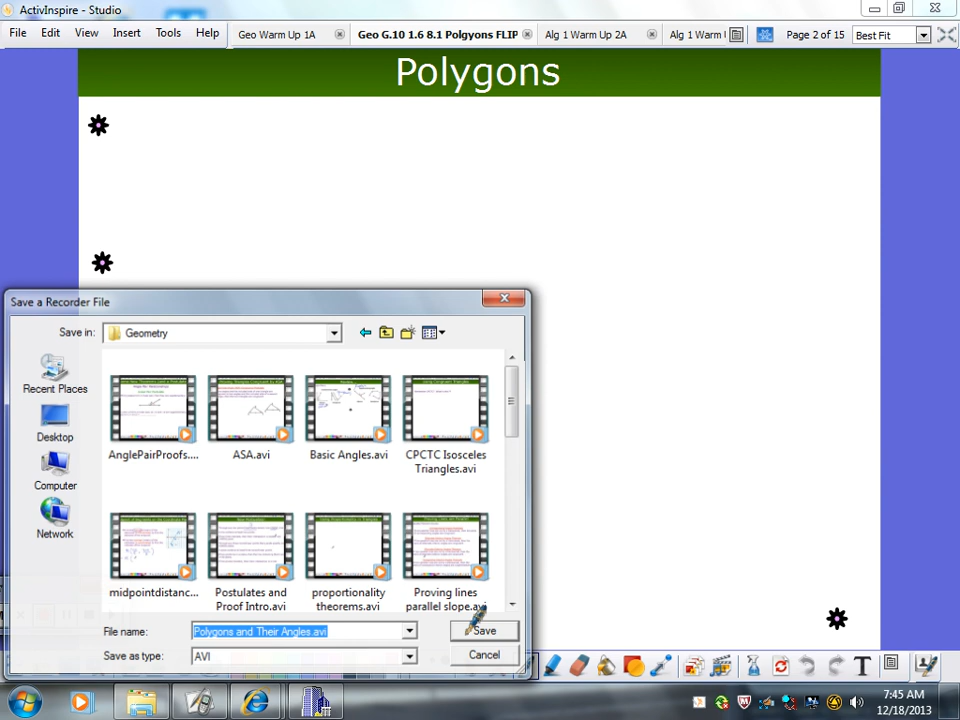 ActivInspire - Studio
File Edit View Insert Tools Help
Geo Warm Up 1A
Geo G.10 1.6 8.1 Polgyons FLIP
Alg 1 Warm Up 2A
Alg 1 Warm
Page 2 of 15
Best Fit
Polygons
Save a Recorder File
Save in: Geometry
Recent Places
Desktop
Computer
Network
AnglePairProofs....
ASA.avi
Basic Angles.avi
CPCTC Isosceles
Triangles.avi
midpointdistanc...
Postulates and
Proof Intro.avi
proportionality
theorems.avi
Proving lines
parallel slope.avi
File name: Polygons and Their Angles.avi
Save
Save as type: AVI
Cancel
7:45 AM
12/18/2013